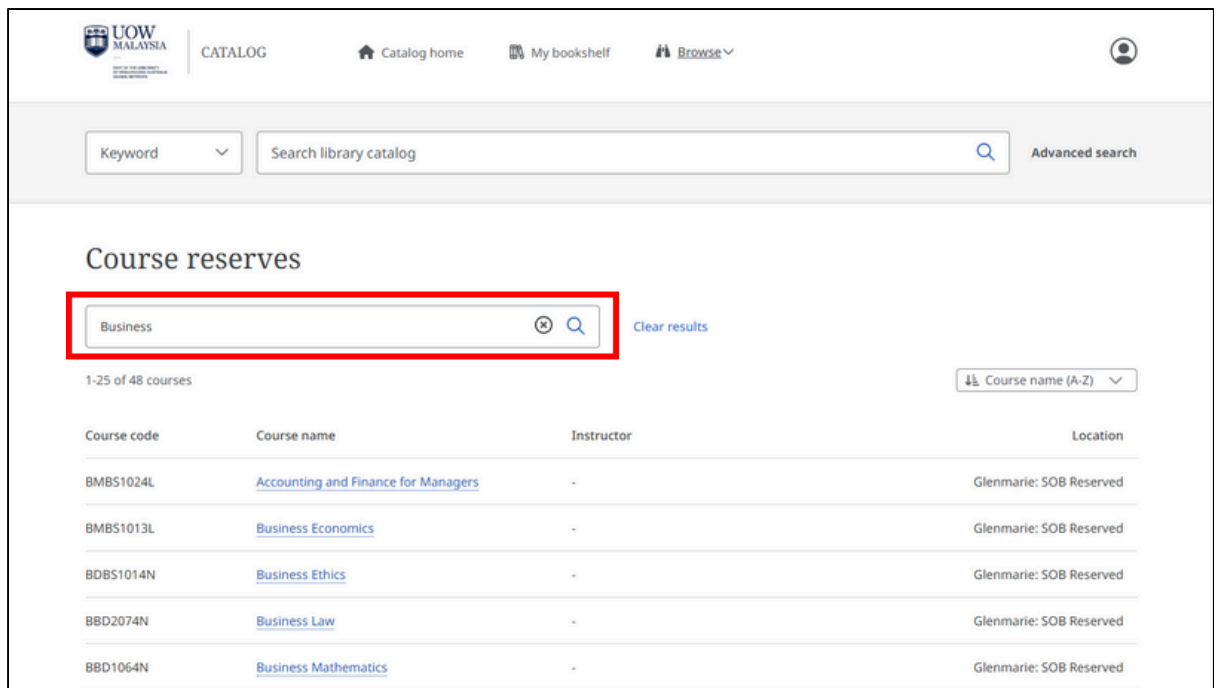 UOW
MALAYSIA
CATALOG Catalog home My bookshelf Browse
Keyword Search library catalog Advanced search
Course reserves
Business Clear results
1-25 of 48 courses Course name (A-Z)
Course code Course name Instructor Location
BMBS1024L Accounting and Finance for Managers - Glenmarie: SOB Reserved
BMBS1013L Business Economics - Glenmarie: SOB Reserved
BDBS1014N Business Ethics - Glenmarie: SOB Reserved
BBD2074N Business Law - Glenmarie: SOB Reserved
BBD1064N Business Mathematics - Glenmarie: SOB Reserved